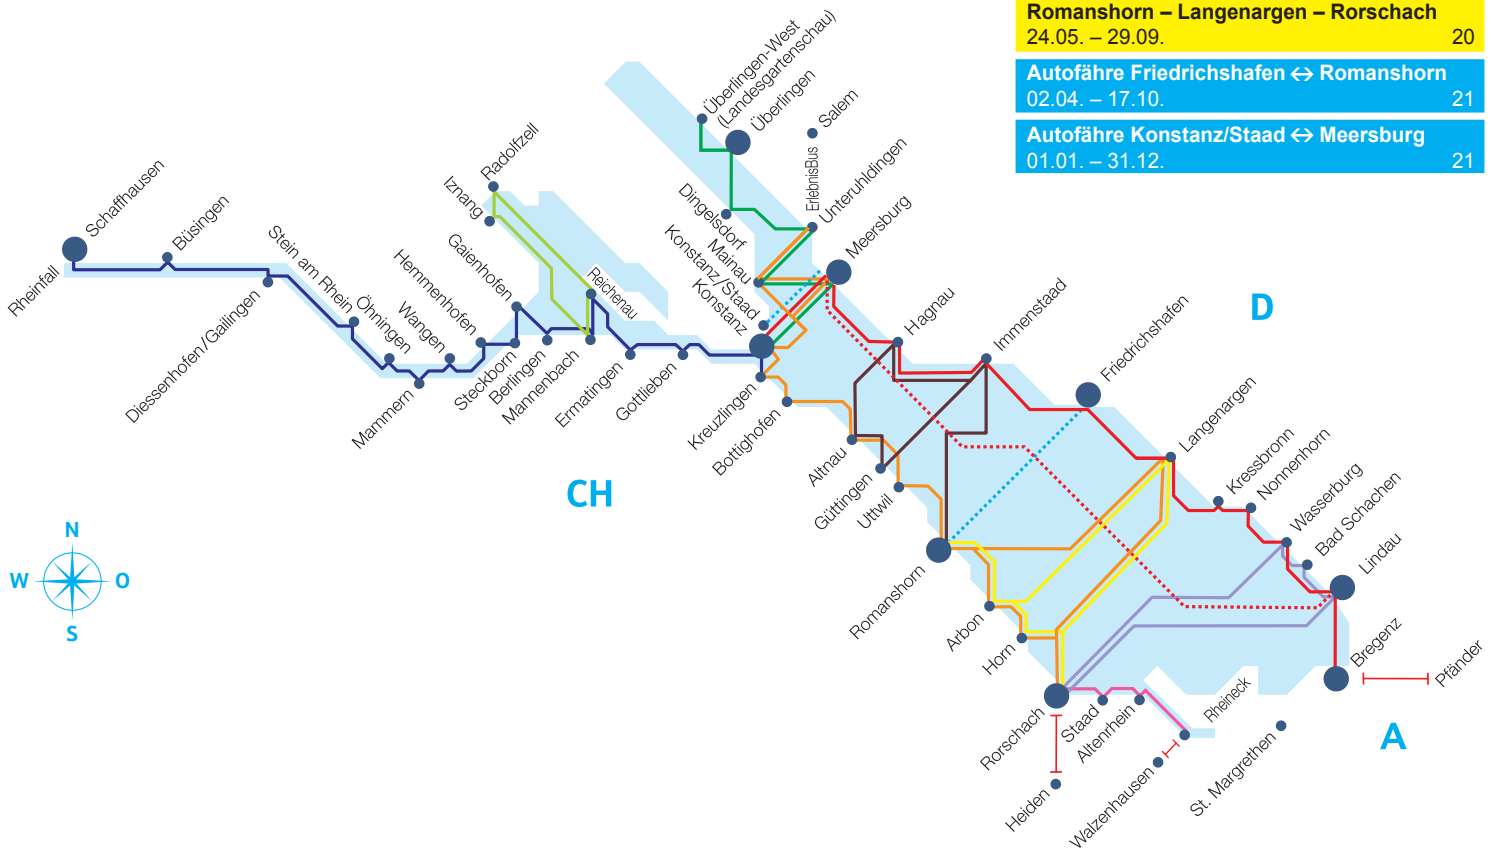 Romanshorn – Langenargen – Rorschach
24.05. – 29.09. 20
Autofähre Friedrichshafen ↔ Romanshorn
02.04. – 17.10. 21
Autofähre Konstanz/Staad ↔ Meersburg
01.01. – 31.12. 21
Überlingen-West
(Landesgartenschau)
Überlingen
Salem
ErlebnisBus
Unteruhldingen
Meersburg
Dingelsdorf
Mainau
Konstanz/Staad
Konstanz
Radolfzell
Iznang
Schaffhausen
Rheinfall
Büsingen
Diessenhofen/Gailingen
Stein am Rhein
Öhningen
Mammern
Wangen
Hemmenhofen
Gaienhofen
Steckborn
Berlingen
Mannenbach
Reichenau
Ermatingen
Gottlieben
Kreuzlingen
Bottighofen
Altnau
Güttingen
Uttwil
Romanshorn
Arbon
Horn
Rorschach
Staad
Altenrhein
Rheineck
Heiden
Walzenhausen
St. Margrethen
Hagnau
Immenstaad
Friedrichshafen
Langenargen
Kressbronn
Nonnenhorn
Wasserburg
Bad Schachen
Lindau
Bregenz
Pfänder
D
CH
A
N
W O
S